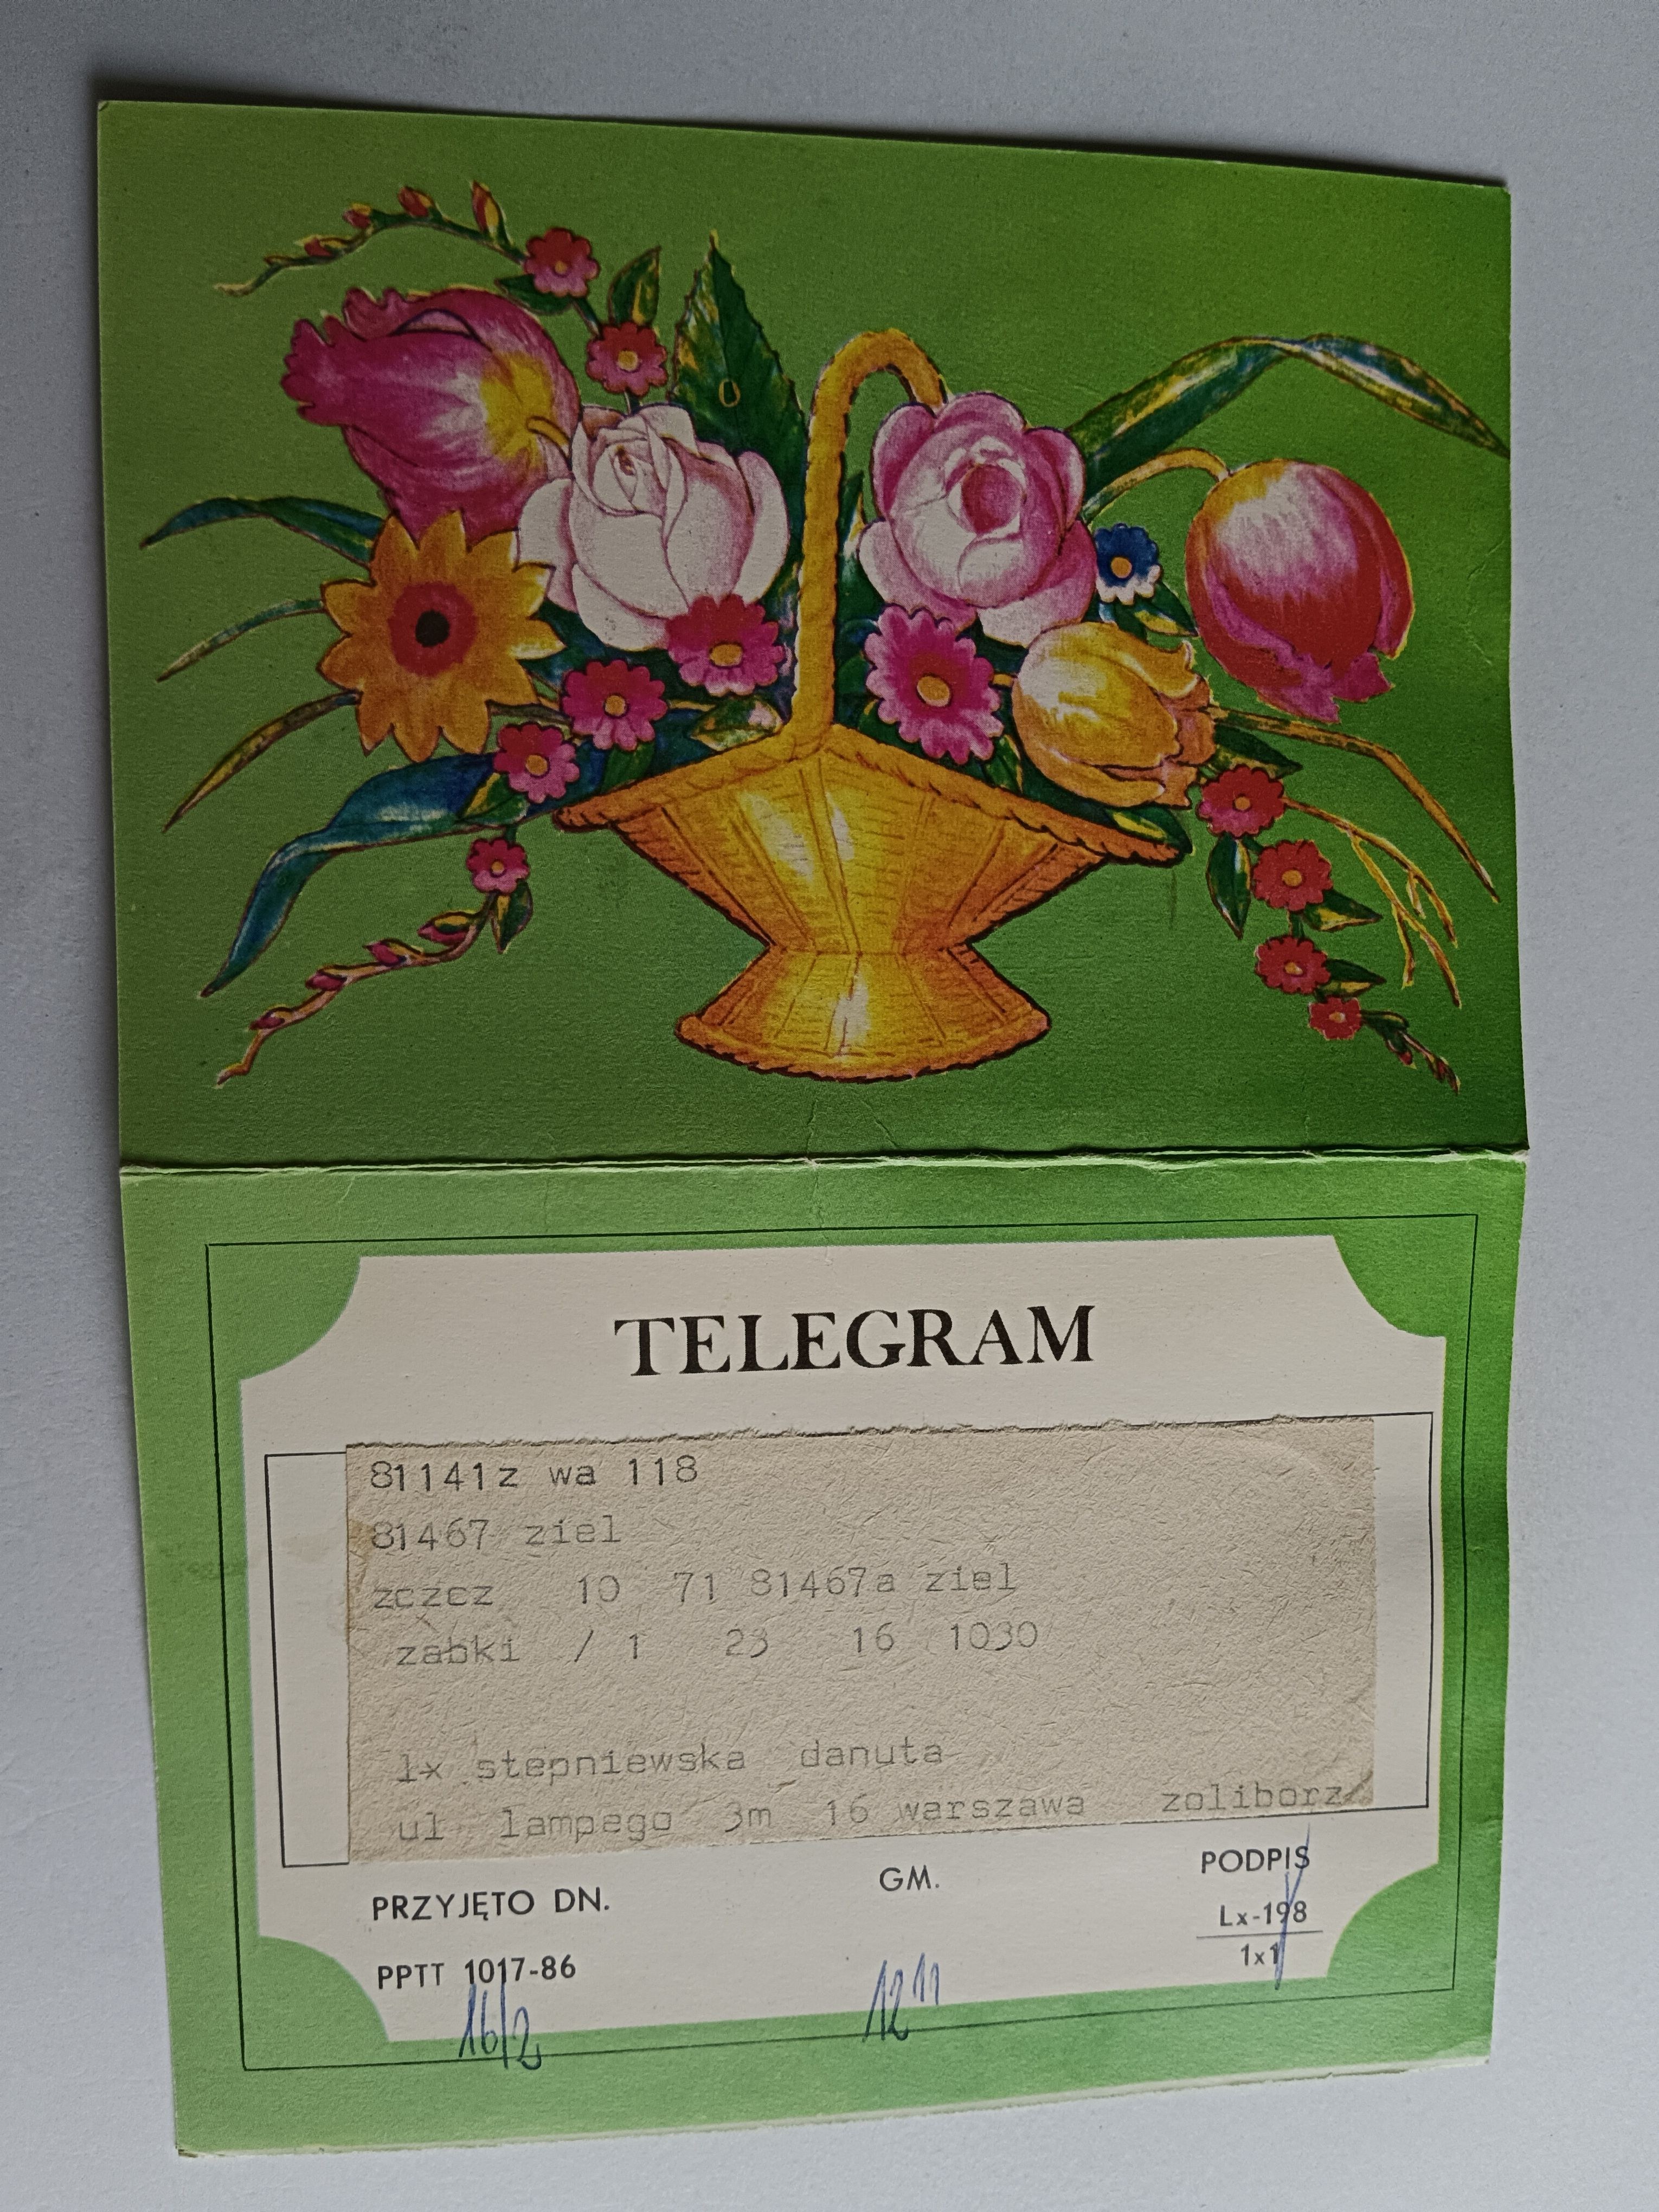 TELEGRAM
81141z wa 118
81467 ziel
zczcz 10 71 81467a ziel
zabki / 1 23 16 1030
lx stepniewska danuta
ul lampego 3m 16 warszawa zoliborz
PRZYJĘTO DN. GM. PODPIS
Lx-198
PPTT 1017-86 1x1
16/2 12 11